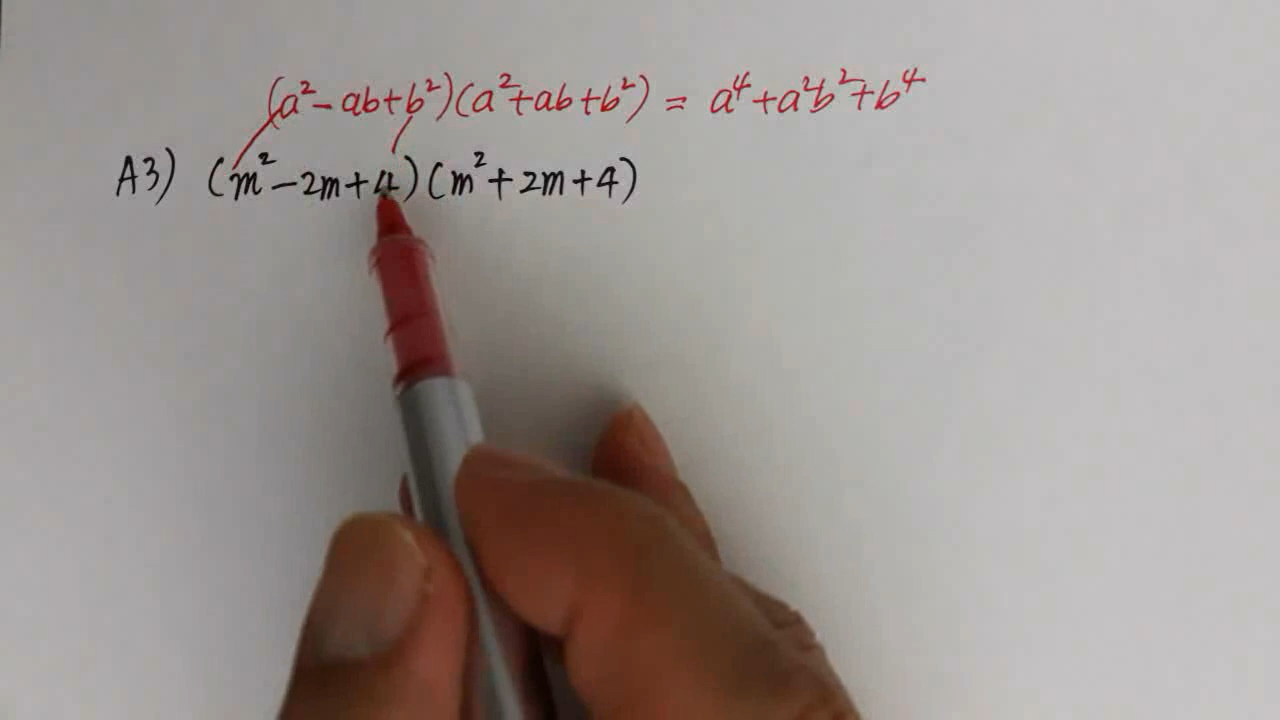 (a²-ab+b²)(a²+ab+b²) = a⁴+a²b²+b⁴
A3) (m²-2m+4)(m²+2m+4)